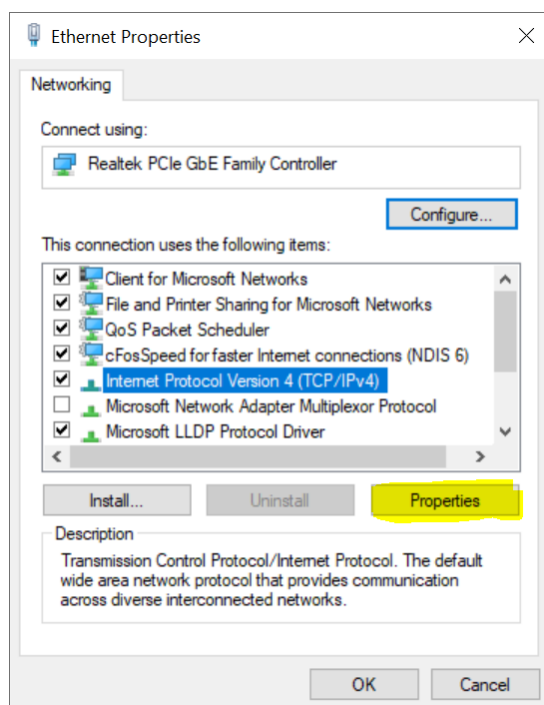 Ethernet Properties
Networking
Connect using:
Realtek PCIe GbE Family Controller
Configure...
This connection uses the following items:
Client for Microsoft Networks
File and Printer Sharing for Microsoft Networks
QoS Packet Scheduler
cFosSpeed for faster Internet connections (NDIS 6)
Internet Protocol Version 4 (TCP/IPv4)
Microsoft Network Adapter Multiplexor Protocol
Microsoft LLDP Protocol Driver
Install...
Uninstall
Properties
Description
Transmission Control Protocol/Internet Protocol. The default
wide area network protocol that provides communication
across diverse interconnected networks.
OK
Cancel